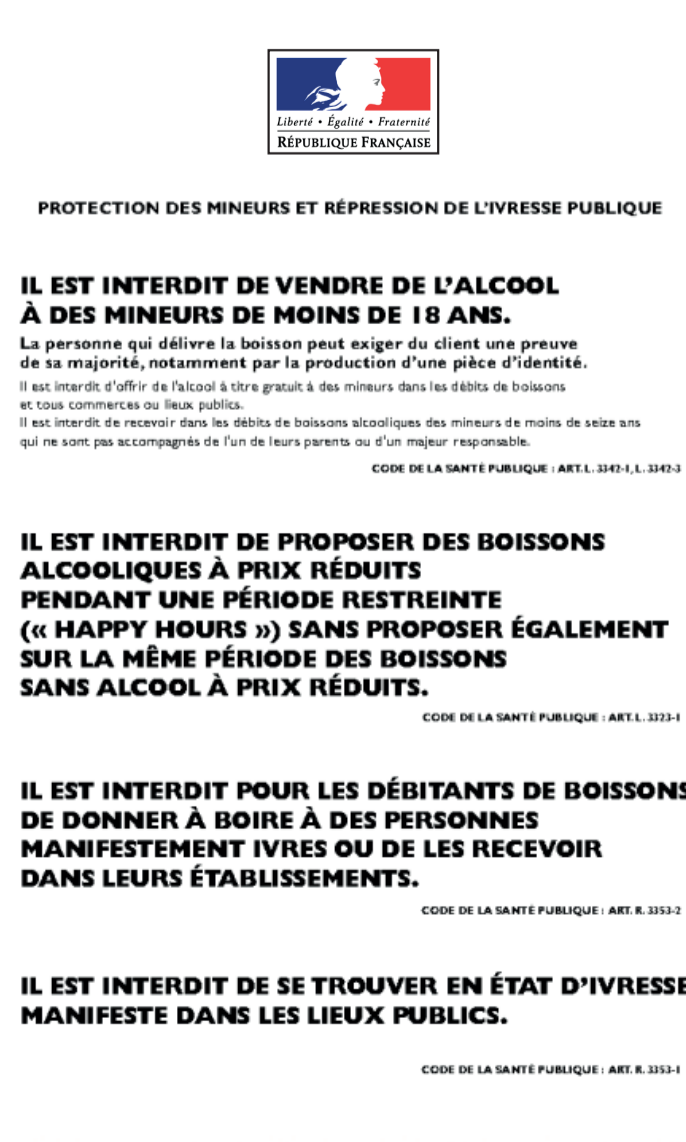 Liberté • Égalité • Fraternité
RÉPUBLIQUE FRANÇAISE
PROTECTION DES MINEURS ET RÉPRESSION DE L'IVRESSE PUBLIQUE
IL EST INTERDIT DE VENDRE DE L'ALCOOL
À DES MINEURS DE MOINS DE 18 ANS.
La personne qui délivre la boisson peut exiger du client une preuve
de sa majorité, notamment par la production d'une pièce d'identité.
Il est interdit d'offrir de l'alcool à titre gratuit à des mineurs dans les débits de boissons
et tous commerces ou lieux publics.
Il est interdit de recevoir dans les débits de boissons alcooliques des mineurs de moins de seize ans
qui ne sont pas accompagnés de l'un de leurs parents ou d'un majeur responsable.
CODE DE LA SANTÉ PUBLIQUE : ART. L. 3342-1, L. 3342-3
IL EST INTERDIT DE PROPOSER DES BOISSONS
ALCOOLIQUES À PRIX RÉDUITS
PENDANT UNE PÉRIODE RESTREINTE
(« HAPPY HOURS ») SANS PROPOSER ÉGALEMENT
SUR LA MÊME PÉRIODE DES BOISSONS
SANS ALCOOL À PRIX RÉDUITS.
CODE DE LA SANTÉ PUBLIQUE : ART. L. 3323-1
IL EST INTERDIT POUR LES DÉBITANTS DE BOISSONS
DE DONNER À BOIRE À DES PERSONNES
MANIFESTEMENT IVRES OU DE LES RECEVOIR
DANS LEURS ÉTABLISSEMENTS.
CODE DE LA SANTÉ PUBLIQUE : ART. R. 3353-2
IL EST INTERDIT DE SE TROUVER EN ÉTAT D'IVRESSE
MANIFESTE DANS LES LIEUX PUBLICS.
CODE DE LA SANTÉ PUBLIQUE : ART. R. 3353-1